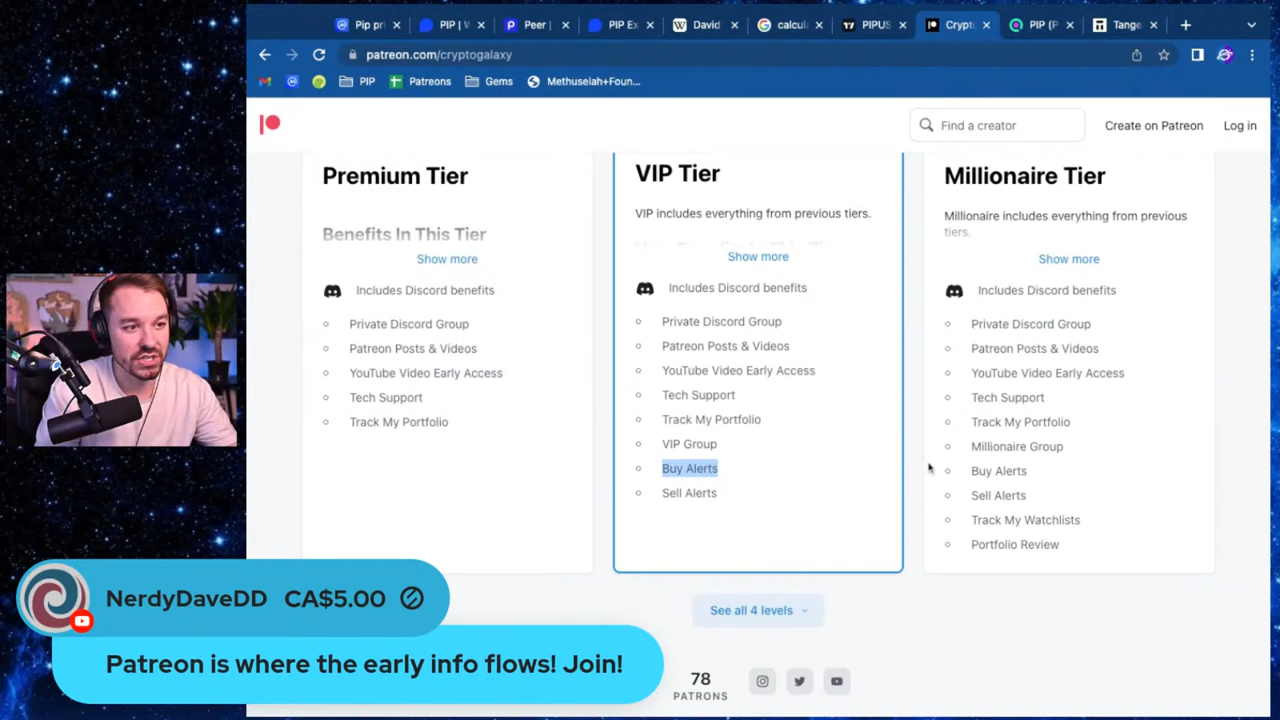 Pip pri
PIP | V
Peer |
PIP Ex
David
calcula
PIPUS
Crypto
PIP (P
Tange
patreon.com/cryptogalaxy
PIP
Patreons
Gems
Methuselah+Foun...
Find a creator
Create on Patreon
Log in
Premium Tier
Benefits In This Tier
Show more
Includes Discord benefits
Private Discord Group
Patreon Posts & Videos
YouTube Video Early Access
Tech Support
Track My Portfolio
VIP Tier
VIP includes everything from previous tiers.
Show more
Includes Discord benefits
Private Discord Group
Patreon Posts & Videos
YouTube Video Early Access
Tech Support
Track My Portfolio
VIP Group
Buy Alerts
Sell Alerts
Millionaire Tier
Millionaire includes everything from previous
tiers.
Show more
Includes Discord benefits
Private Discord Group
Patreon Posts & Videos
YouTube Video Early Access
Tech Support
Track My Portfolio
Millionaire Group
Buy Alerts
Sell Alerts
Track My Watchlists
Portfolio Review
See all 4 levels
78
PATRONS
NerdyDaveDD CA$5.00
Patreon is where the early info flows! Join!